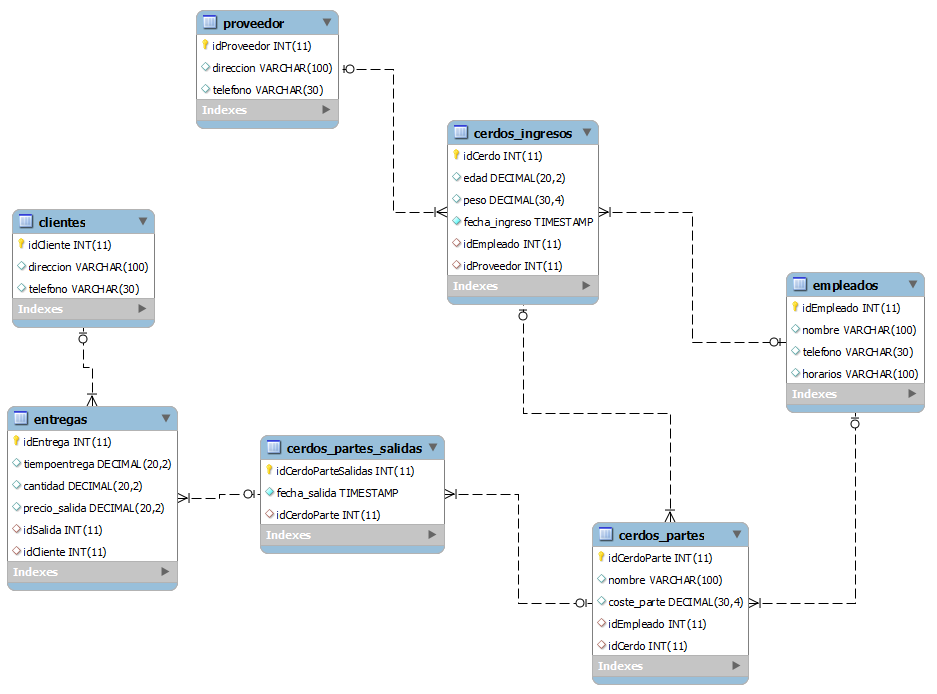 proveedor
idProveedor INT(11)
direccion VARCHAR(100)
telefono VARCHAR(30)
Indexes
cerdos_ingresos
idCerdo INT(11)
edad DECIMAL(20,2)
peso DECIMAL(30,4)
fecha_ingreso TIMESTAMP
idEmpleado INT(11)
idProveedor INT(11)
Indexes
clientes
idCliente INT(11)
direccion VARCHAR(100)
telefono VARCHAR(30)
Indexes
empleados
idEmpleado INT(11)
nombre VARCHAR(100)
telefono VARCHAR(30)
horarios VARCHAR(100)
Indexes
entregas
idEntrega INT(11)
tiempoentrega DECIMAL(20,2)
cantidad DECIMAL(20,2)
precio_salida DECIMAL(20,2)
idSalida INT(11)
idCliente INT(11)
Indexes
cerdos_partes_salidas
idCerdoParteSalidas INT(11)
fecha_salida TIMESTAMP
idCerdoParte INT(11)
Indexes
cerdos_partes
idCerdoParte INT(11)
nombre VARCHAR(100)
coste_parte DECIMAL(30,4)
idEmpleado INT(11)
idCerdo INT(11)
Indexes